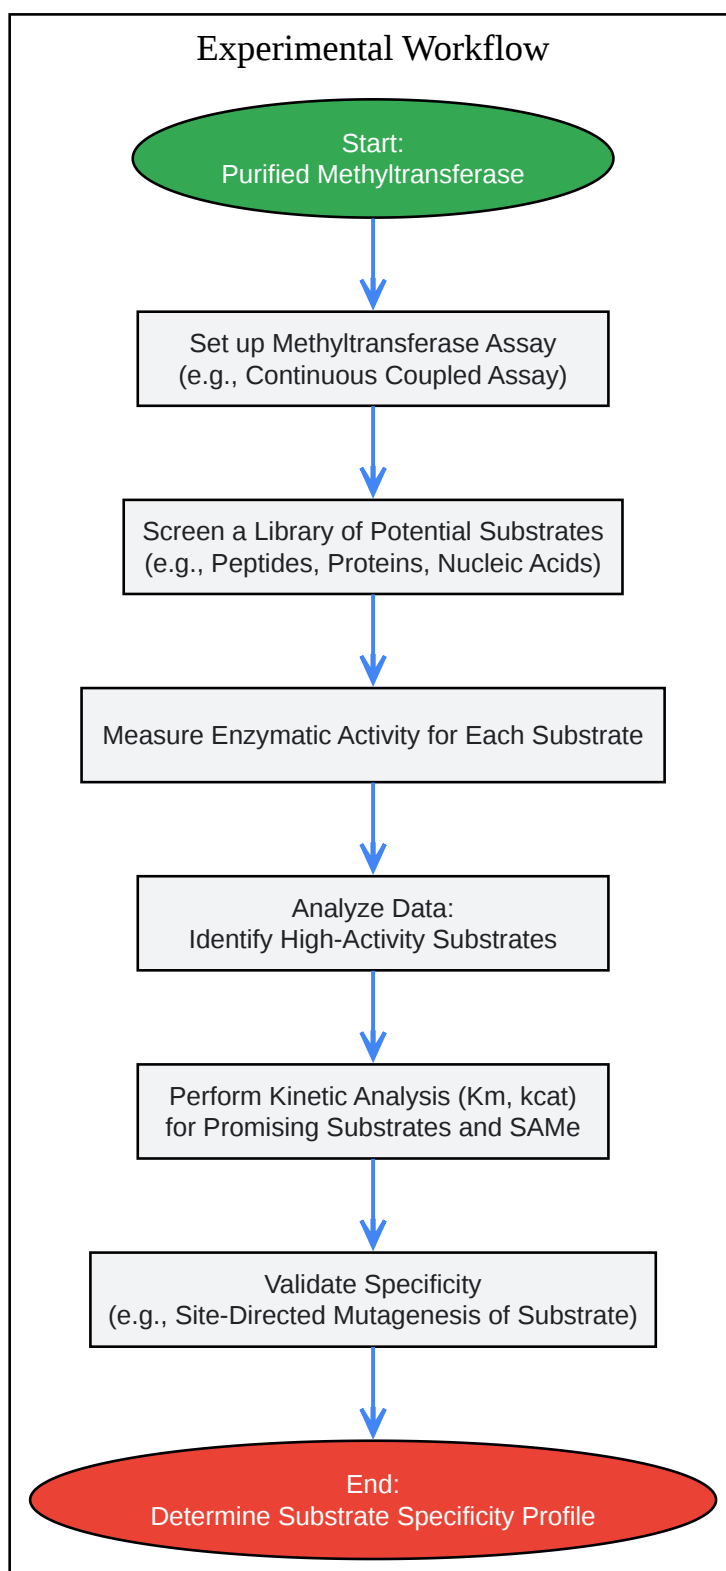 Experimental Workflow
Start:
Purified Methyltransferase
Set up Methyltransferase Assay
(e.g., Continuous Coupled Assay)
Screen a Library of Potential Substrates
(e.g., Peptides, Proteins, Nucleic Acids)
Measure Enzymatic Activity for Each Substrate
Analyze Data:
Identify High-Activity Substrates
Perform Kinetic Analysis (Km, kcat)
for Promising Substrates and SAMe
Validate Specificity
(e.g., Site-Directed Mutagenesis of Substrate)
End:
Determine Substrate Specificity Profile